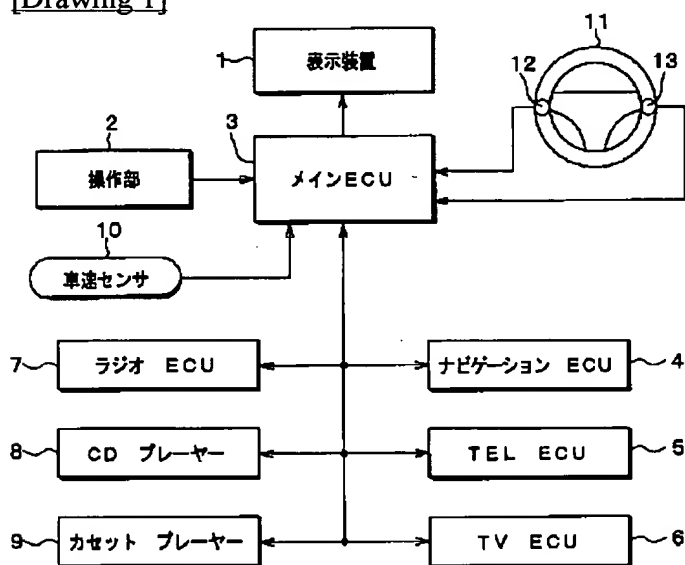 [Drawing 1]
1
表示装置
11
12
13
2
操作部
3
メインECU
10
車速センサ
7
ラジオ ECU
ナビゲーション ECU
4
8
CD プレーヤー
TEL ECU
5
9
カセット プレーヤー
TV ECU
6